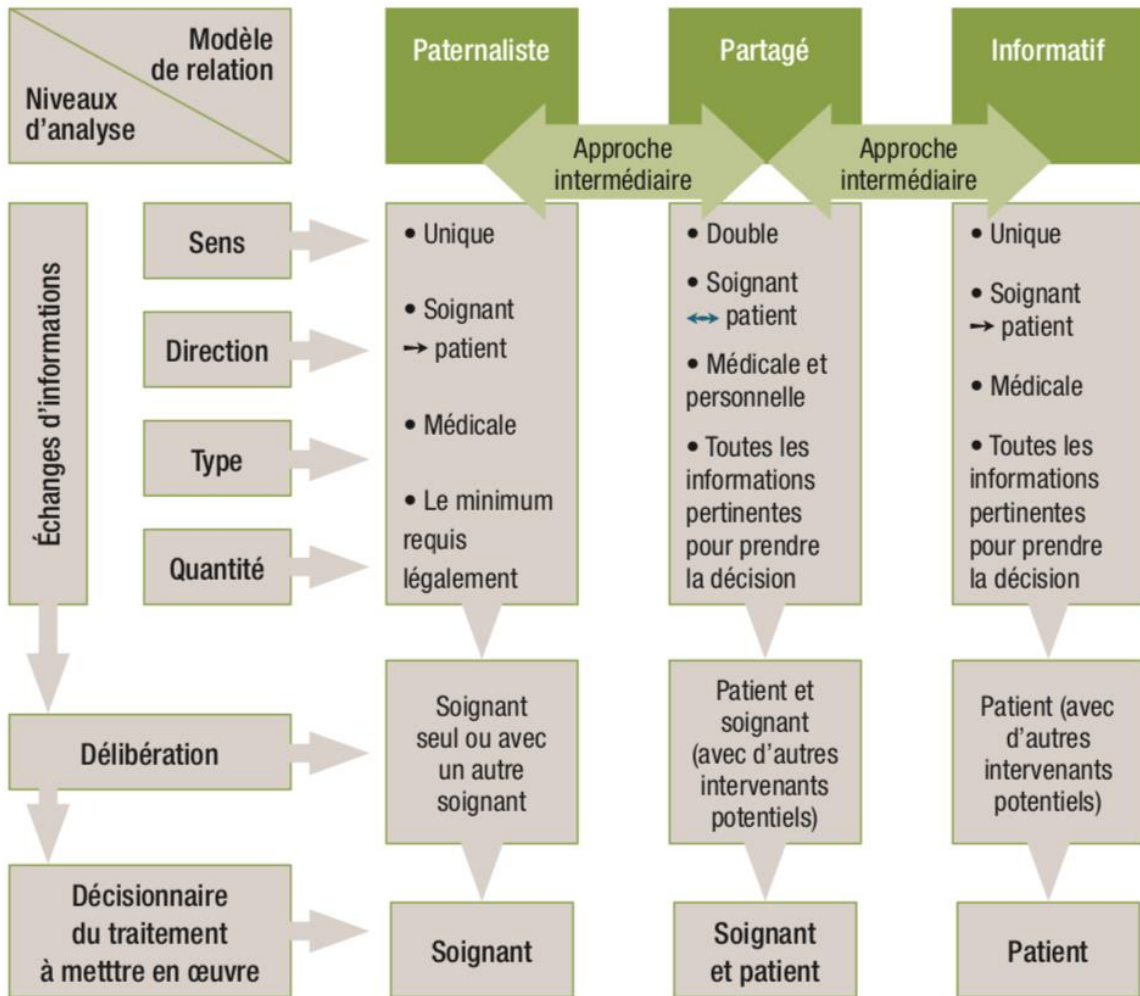 Modèle
de relation
Niveaux
d'analyse
Paternaliste
Partagé
Informatif
Approche
intermédiaire
Approche
intermédiaire
Échanges d'informations
Sens
Direction
Type
Quantité
• Unique
• Soignant
→ patient
• Médicale
• Le minimum
requis
légalement
• Double
• Soignant
↔ patient
• Médicale et
personnelle
• Toutes les
informations
pertinentes
pour prendre
la décision
• Unique
• Soignant
→ patient
• Médicale
• Toutes les
informations
pertinentes
pour prendre
la décision
Délibération
Soignant
seul ou avec
un autre
soignant
Patient et
soignant
(avec d'autres
intervenants
potentiels)
Patient (avec
d'autres
intervenants
potentiels)
Décisionnaire
du traitement
à metttre en œuvre
Soignant
Soignant
et patient
Patient